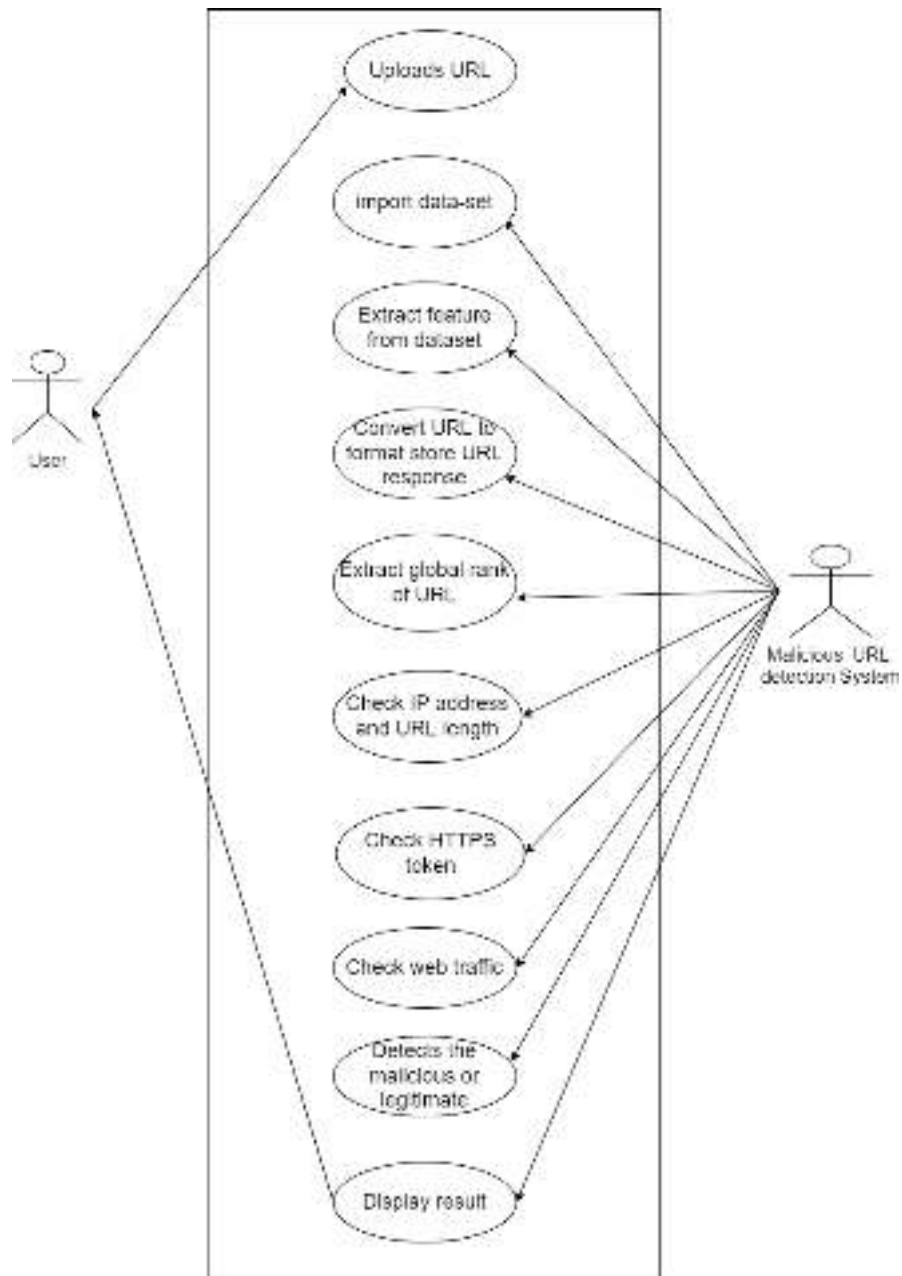 Uploads URL
import data-set
Extract feature
from dataset
Convert URL to
format store URL
response
User
Extract global rank
of URL
Malicious URL
detection System
Check IP address
and URL length
Check HTTPS
token
Check web traffic
Detects the
malicious or
legitimate
Display result